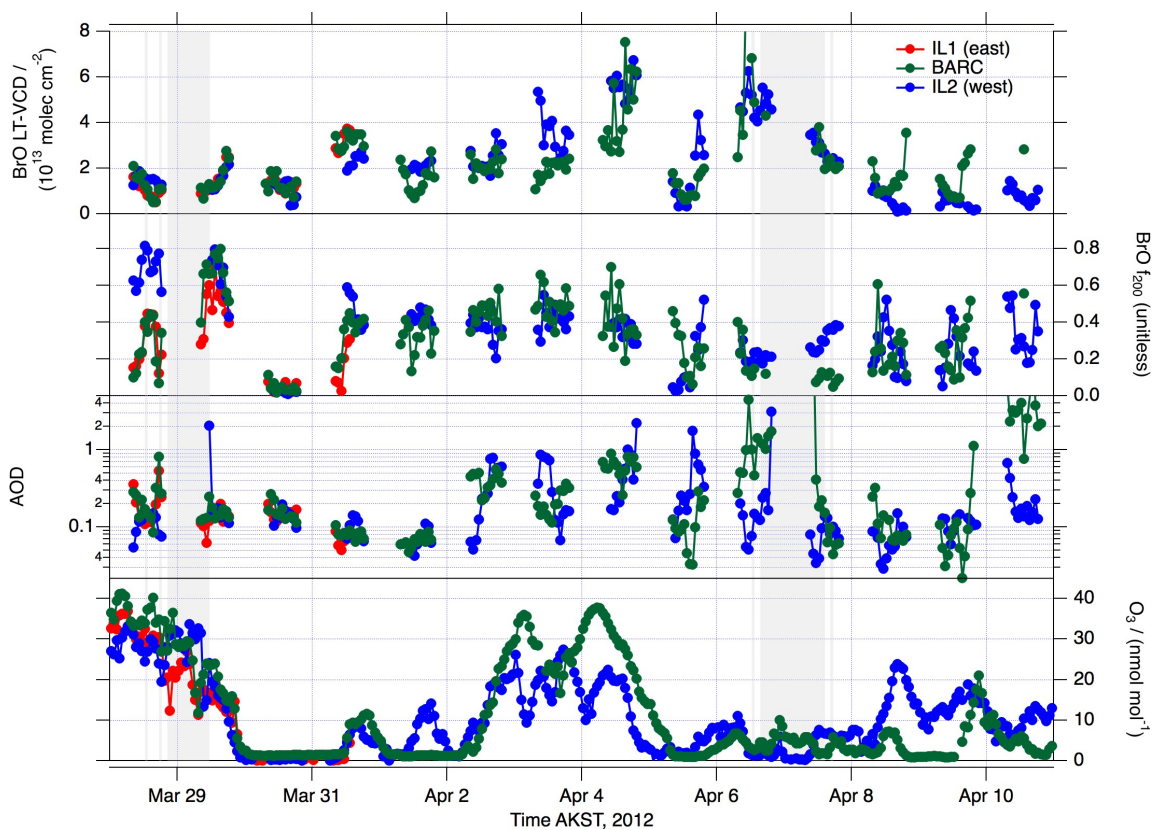 8
6
4
2
0
BrO LT-VCD /
(10¹³ molec cm⁻²)
IL1 (east)
BARC
IL2 (west)
0.8
0.6
0.4
0.2
0.0
BrO f₂₀₀ (unitless)
4
2
1
4
2
0.1
4
AOD
40
30
20
10
0
O₃ / (nmol mol⁻¹)
Mar 29
Mar 31
Apr 2
Apr 4
Apr 6
Apr 8
Apr 10
Time AKST, 2012